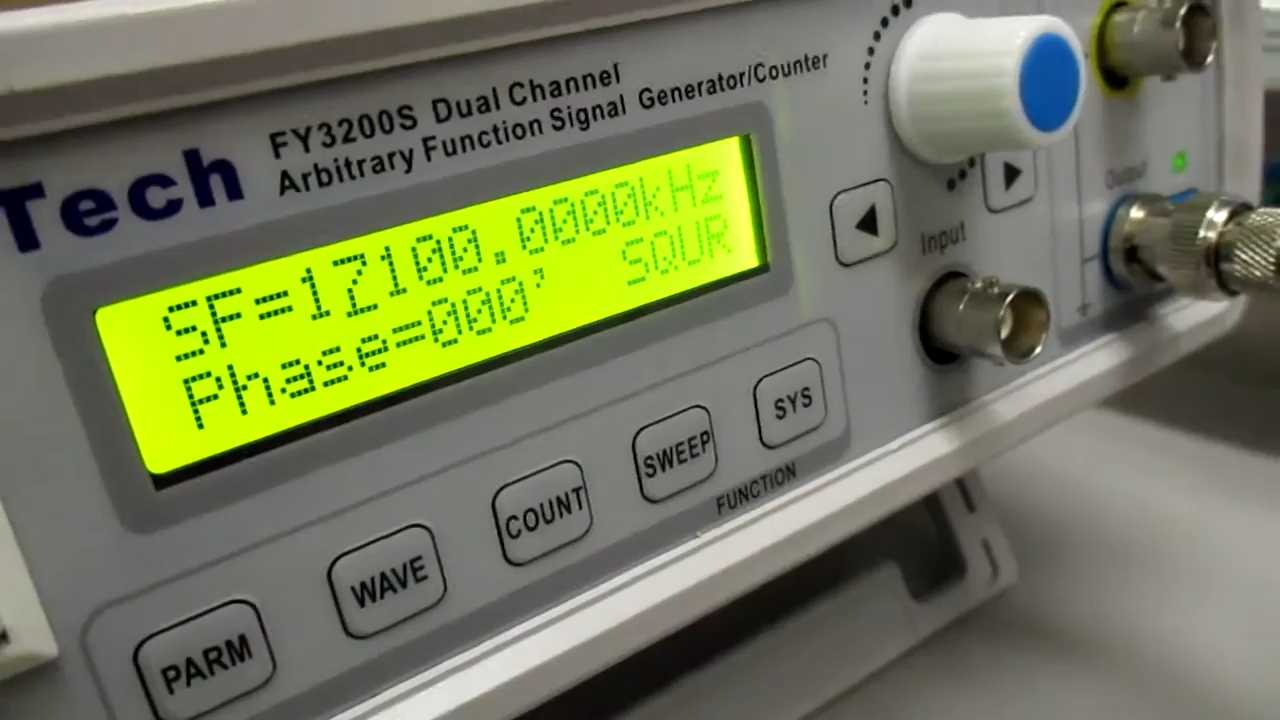 Tech
FY3200S Dual Channel
Arbitrary Function Signal Generator/Counter
SF=17100.0000kHz
Phase=000' SQUR
Input
Output
PARM
WAVE
COUNT
SWEEP
SYS
FUNCTION